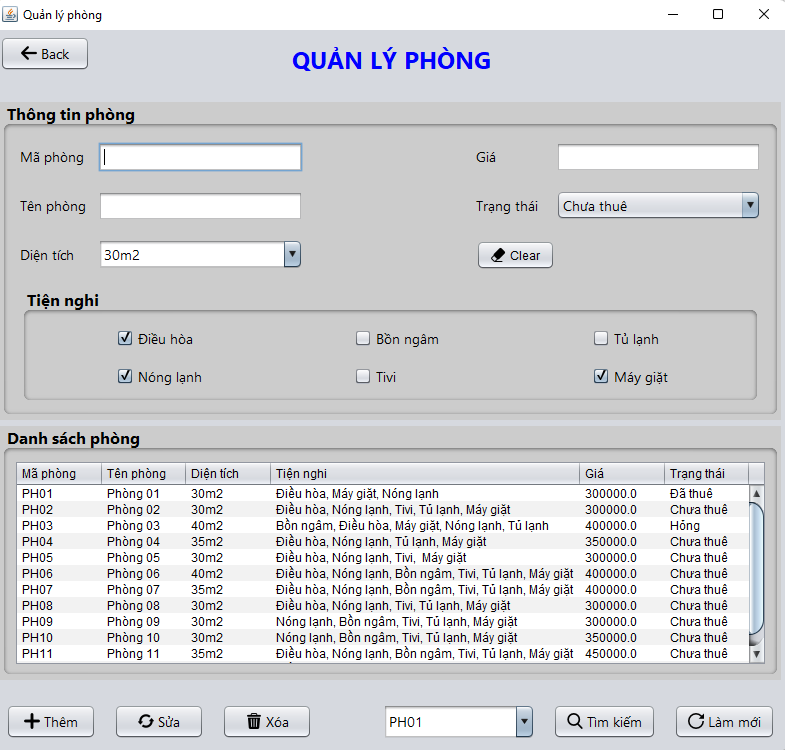 Quản lý phòng
Back
QUẢN LÝ PHÒNG
Thông tin phòng
Mã phòng Giá
Tên phòng Trạng thái Chưa thuê
Diện tích 30m2 Clear
Tiện nghi
Điều hòa Bồn ngâm Tủ lạnh
Nóng lạnh Tivi Máy giặt
Danh sách phòng
Mã phòng Tên phòng Diện tích Tiện nghi Giá Trạng thái
PH01 Phòng 01 30m2 Điều hòa, Máy giặt, Nóng lạnh 300000.0 Đã thuê
PH02 Phòng 02 30m2 Điều hòa, Nóng lạnh, Tivi, Tủ lạnh, Máy giặt 300000.0 Chưa thuê
PH03 Phòng 03 40m2 Bồn ngâm, Điều hòa, Máy giặt, Nóng lạnh, Tủ lạnh 400000.0 Hỏng
PH04 Phòng 04 35m2 Điều hòa, Nóng lạnh, Tủ lạnh, Máy giặt 350000.0 Chưa thuê
PH05 Phòng 05 30m2 Điều hòa, Nóng lạnh, Tivi, Máy giặt 300000.0 Chưa thuê
PH06 Phòng 06 40m2 Điều hòa, Nóng lạnh, Bồn ngâm, Tivi, Tủ lạnh, Máy giặt 400000.0 Chưa thuê
PH07 Phòng 07 35m2 Điều hòa, Nóng lạnh, Bồn ngâm, Tivi, Tủ lạnh, Máy giặt 400000.0 Chưa thuê
PH08 Phòng 08 30m2 Điều hòa, Nóng lạnh, Tivi, Tủ lạnh, Máy giặt 300000.0 Chưa thuê
PH09 Phòng 09 30m2 Nóng lạnh, Bồn ngâm, Tivi, Tủ lạnh, Máy giặt 300000.0 Chưa thuê
PH10 Phòng 10 30m2 Nóng lạnh, Bồn ngâm, Tivi, Tủ lạnh, Máy giặt 350000.0 Chưa thuê
PH11 Phòng 11 35m2 Điều hòa, Nóng lạnh, Bồn ngâm, Tivi, Tủ lạnh, Máy giặt 450000.0 Chưa thuê
Thêm Sửa Xóa PH01 Tìm kiếm Làm mới